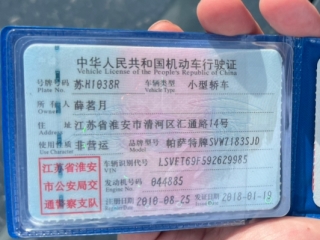 中华人民共和国机动车行驶证
Vehicle License of the People's Republic of China
号牌号码 苏H1038R 车辆类型 小型轿车
Plate No. Vehicle Type
所有人 薛茗月
Owner
住址 江苏省淮安市清河区汇通路14号
Address
使用性质 非营运 品牌型号 帕萨特牌SVW7183SJD
Use Character Model
江苏省淮安市公安局交通警察支队
车辆识别代号 LSVET69F592629985
VIN
发动机号码 044885
Engine No.
注册日期 2010-08-25 发证日期 2018-01-19